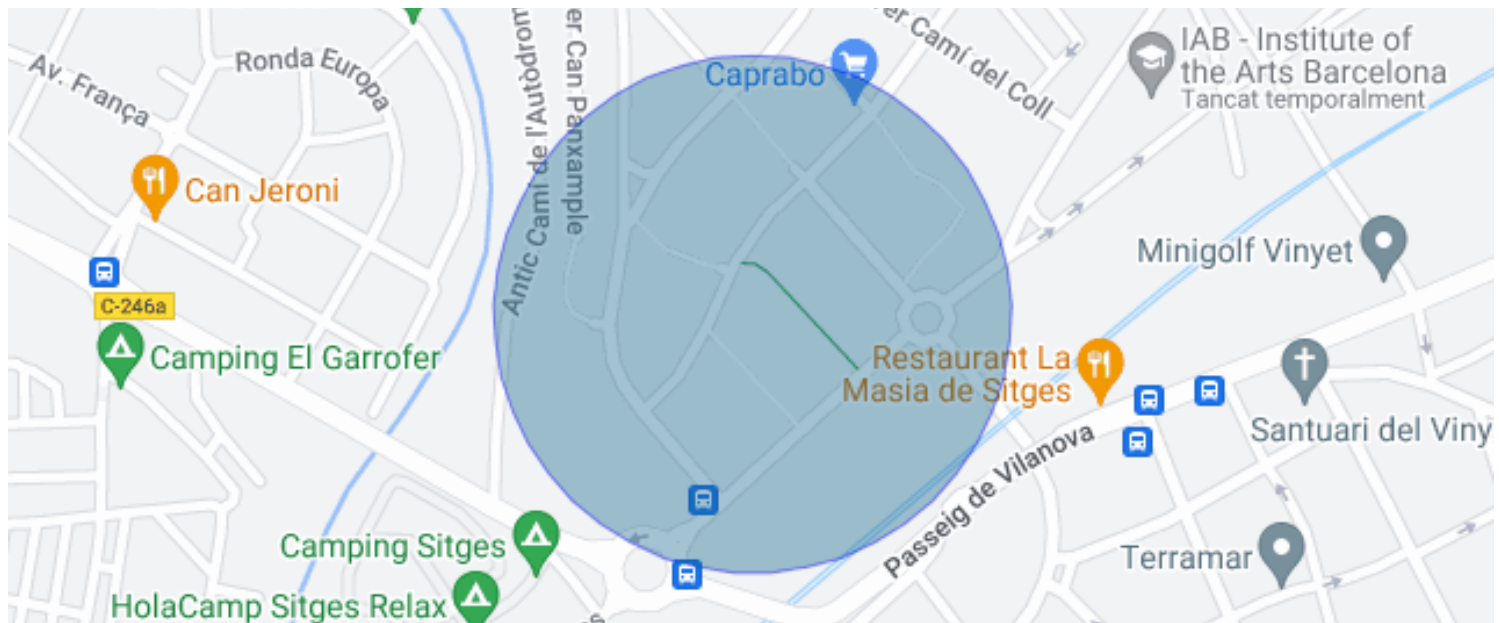 Av. França
Ronda Europa
er Can Panxample
Antic Camí de l'Autòdrom
Caprabo
er Camí del Coll
IAB - Institute of
the Arts Barcelona
Tancat temporalment
Can Jeroni
C-246a
Camping El Garrofer
Minigolf Vinyet
Restaurant La
Masia de Sitges
Santuari del Viny
Passeig de Vilanova
Camping Sitges
Terramar
HolaCamp Sitges Relax